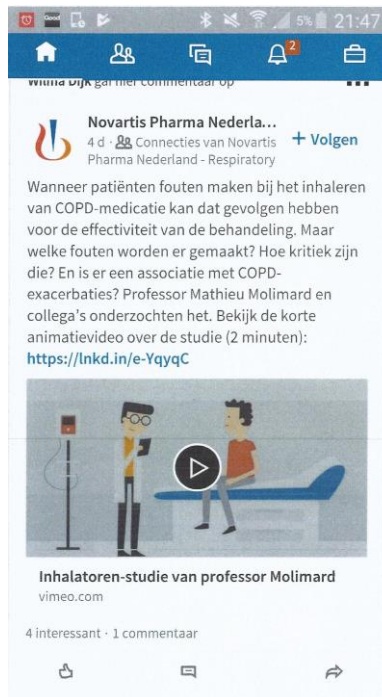 5% 21:47
2
Wilma Dijk gaf hier commentaar op
Novartis Pharma Nederla...
4 d · Connecties van Novartis
Pharma Nederland - Respiratory
+ Volgen
Wanneer patiënten fouten maken bij het inhaleren
van COPD-medicatie kan dat gevolgen hebben
voor de effectiviteit van de behandeling. Maar
welke fouten worden er gemaakt? Hoe kritiek zijn
die? En is er een associatie met COPD-
exacerbaties? Professor Mathieu Molimard en
collega's onderzochten het. Bekijk de korte
animatievideo over de studie (2 minuten):
https://lnkd.in/e-YqyqC
Inhalatoren-studie van professor Molimard
vimeo.com
4 interessant · 1 commentaar